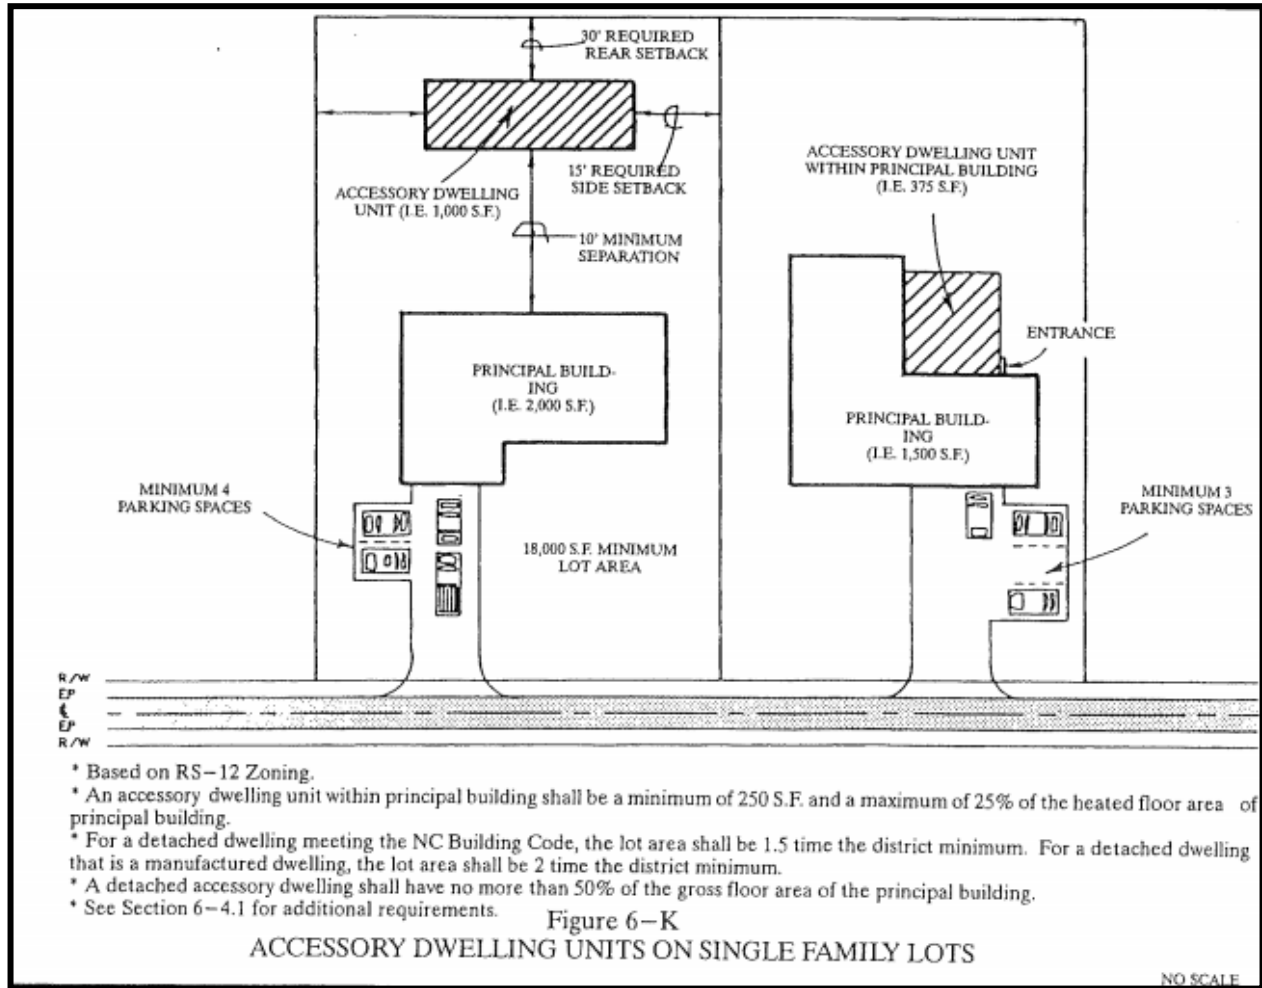 30' REQUIRED
REAR SETBACK
15' REQUIRED
SIDE SETBACK
ACCESSORY DWELLING
UNIT (I.E. 1,000 S.F.)
10' MINIMUM
SEPARATION
PRINCIPAL BUILD-
ING
(I.E. 2,000 S.F.)
MINIMUM 4
PARKING SPACES
18,000 S.F. MINIMUM
LOT AREA
ACCESSORY DWELLING UNIT
WITHIN PRINCIPAL BUILDING
(I.E. 375 S.F.)
ENTRANCE
PRINCIPAL BUILD-
ING
(I.E. 1,500 S.F.)
MINIMUM 3
PARKING SPACES
R/W
EP
℄
EP
R/W
* Based on RS-12 Zoning.
* An accessory dwelling unit within principal building shall be a minimum of 250 S.F. and a maximum of 25% of the heated floor area of
principal building.
* For a detached dwelling meeting the NC Building Code, the lot area shall be 1.5 time the district minimum. For a detached dwelling
that is a manufactured dwelling, the lot area shall be 2 time the district minimum.
* A detached accessory dwelling shall have no more than 50% of the gross floor area of the principal building.
* See Section 6-4.1 for additional requirements.
Figure 6-K
ACCESSORY DWELLING UNITS ON SINGLE FAMILY LOTS
NO SCALE